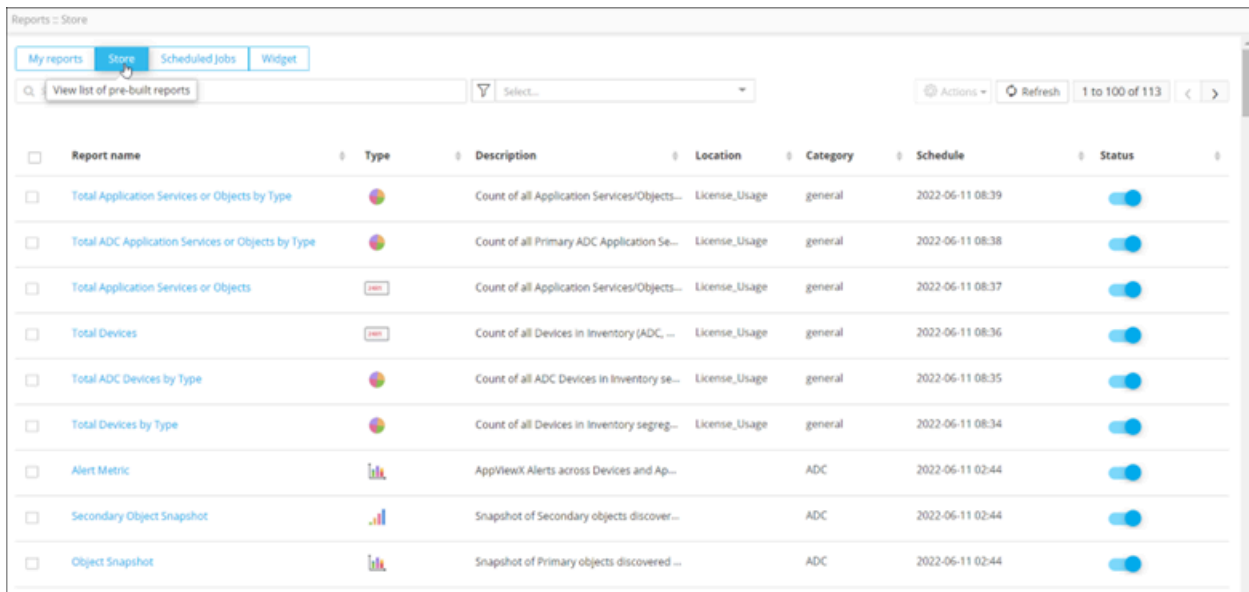 Reports :: Store
My reports Store Scheduled Jobs Widget
View list of pre-built reports Select... Actions Refresh 1 to 100 of 113
Report name Type Description Location Category Schedule Status
Total Application Services or Objects by Type Count of all Application Services/Objects... License_Usage general 2022-06-11 08:39
Total ADC Application Services or Objects by Type Count of all Primary ADC Application Se... License_Usage general 2022-06-11 08:38
Total Application Services or Objects Count of all Application Services/Objects... License_Usage general 2022-06-11 08:37
Total Devices Count of all Devices in Inventory (ADC, ... License_Usage general 2022-06-11 08:36
Total ADC Devices by Type Count of all ADC Devices in Inventory se... License_Usage general 2022-06-11 08:35
Total Devices by Type Count of all Devices in Inventory segreg... License_Usage general 2022-06-11 08:34
Alert Metric AppViewX Alerts across Devices and Ap... ADC 2022-06-11 02:44
Secondary Object Snapshot Snapshot of Secondary objects discover... ADC 2022-06-11 02:44
Object Snapshot Snapshot of Primary objects discovered ... ADC 2022-06-11 02:44